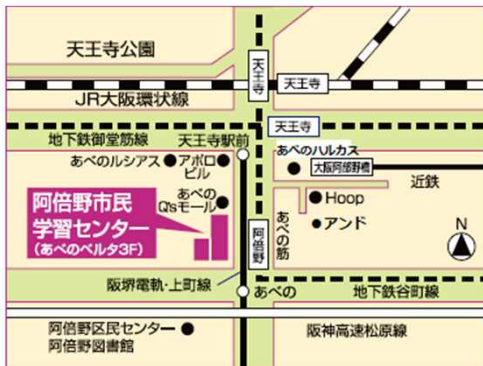 天王寺公園
天王寺
天王寺
JR大阪環状線
天王寺
地下鉄御堂筋線
天王寺駅前
あべのハルカス
あべのルシアス
アポロ
ビル
大阪阿部野橋
近鉄
阿倍野市民
学習センター
(あべのベルタ3F)
あべの
Q'sモール
Hoop
アンド
あべの筋
阿倍野
N
阪堺電軌・上町線
あべの
地下鉄谷町線
阿倍野区民センター
阿倍野図書館
阪神高速松原線